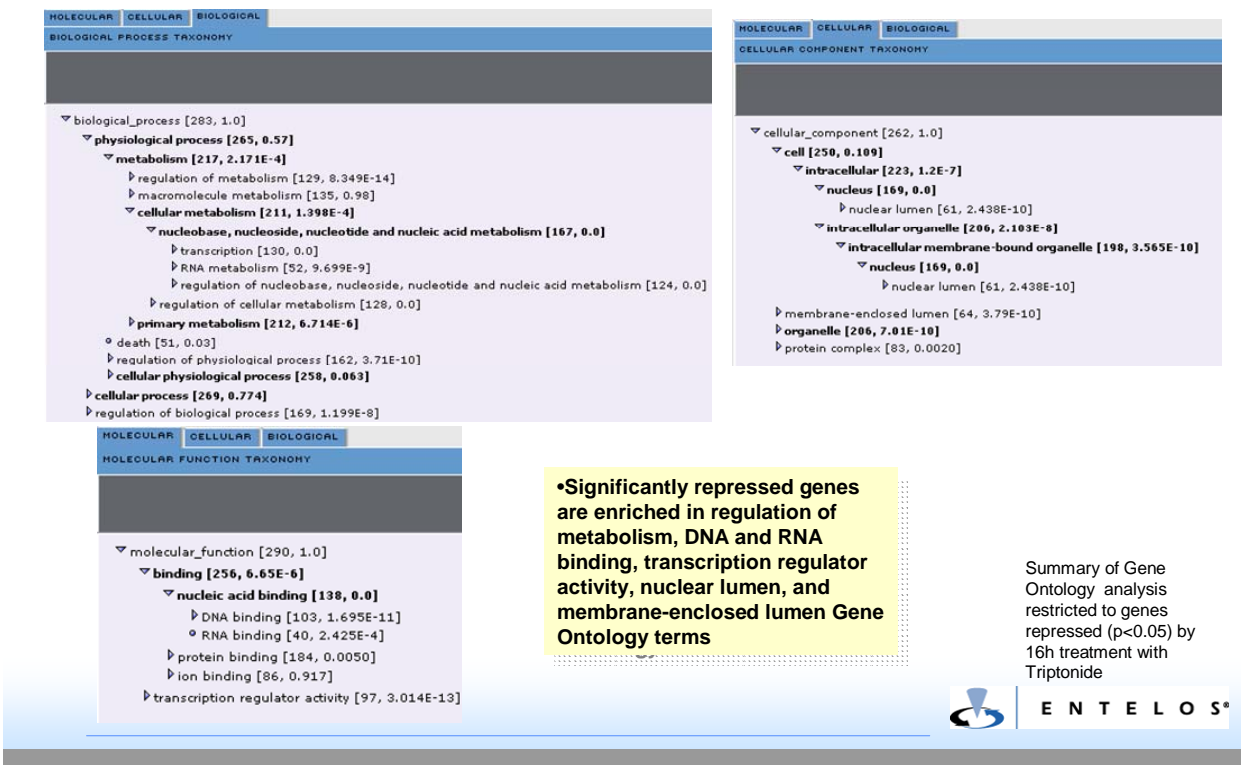 MOLECULAR CELLULAR BIOLOGICAL
BIOLOGICAL PROCESS TAXONOMY
biological_process [283, 1.0]
physiological process [265, 0.57]
metabolism [217, 2.171E-4]
regulation of metabolism [129, 8.349E-14]
macromolecule metabolism [135, 0.98]
cellular metabolism [211, 1.398E-4]
nucleobase, nucleoside, nucleotide and nucleic acid metabolism [167, 0.0]
transcription [130, 0.0]
RNA metabolism [52, 9.699E-9]
regulation of nucleobase, nucleoside, nucleotide and nucleic acid metabolism [124, 0.0]
regulation of cellular metabolism [128, 0.0]
primary metabolism [212, 6.714E-6]
death [51, 0.03]
regulation of physiological process [162, 3.71E-10]
cellular physiological process [258, 0.063]
cellular process [269, 0.774]
regulation of biological process [169, 1.199E-8]
MOLECULAR CELLULAR BIOLOGICAL
CELLULAR COMPONENT TAXONOMY
cellular_component [262, 1.0]
cell [250, 0.109]
intracellular [223, 1.2E-7]
nucleus [169, 0.0]
nuclear lumen [61, 2.438E-10]
intracellular organelle [206, 2.103E-8]
intracellular membrane-bound organelle [198, 3.565E-10]
nucleus [169, 0.0]
nuclear lumen [61, 2.438E-10]
membrane-enclosed lumen [64, 3.79E-10]
organelle [206, 7.01E-10]
protein complex [83, 0.0020]
MOLECULAR CELLULAR BIOLOGICAL
MOLECULAR FUNCTION TAXONOMY
molecular_function [290, 1.0]
binding [256, 6.65E-6]
nucleic acid binding [138, 0.0]
DNA binding [103, 1.695E-11]
RNA binding [40, 2.425E-4]
protein binding [184, 0.0050]
ion binding [86, 0.917]
transcription regulator activity [97, 3.014E-13]
•Significantly repressed genes
are enriched in regulation of
metabolism, DNA and RNA
binding, transcription regulator
activity, nuclear lumen, and
membrane-enclosed lumen Gene
Ontology terms
Summary of Gene
Ontology analysis
restricted to genes
repressed (p<0.05) by
16h treatment with
Triptonide
ENTELOS®